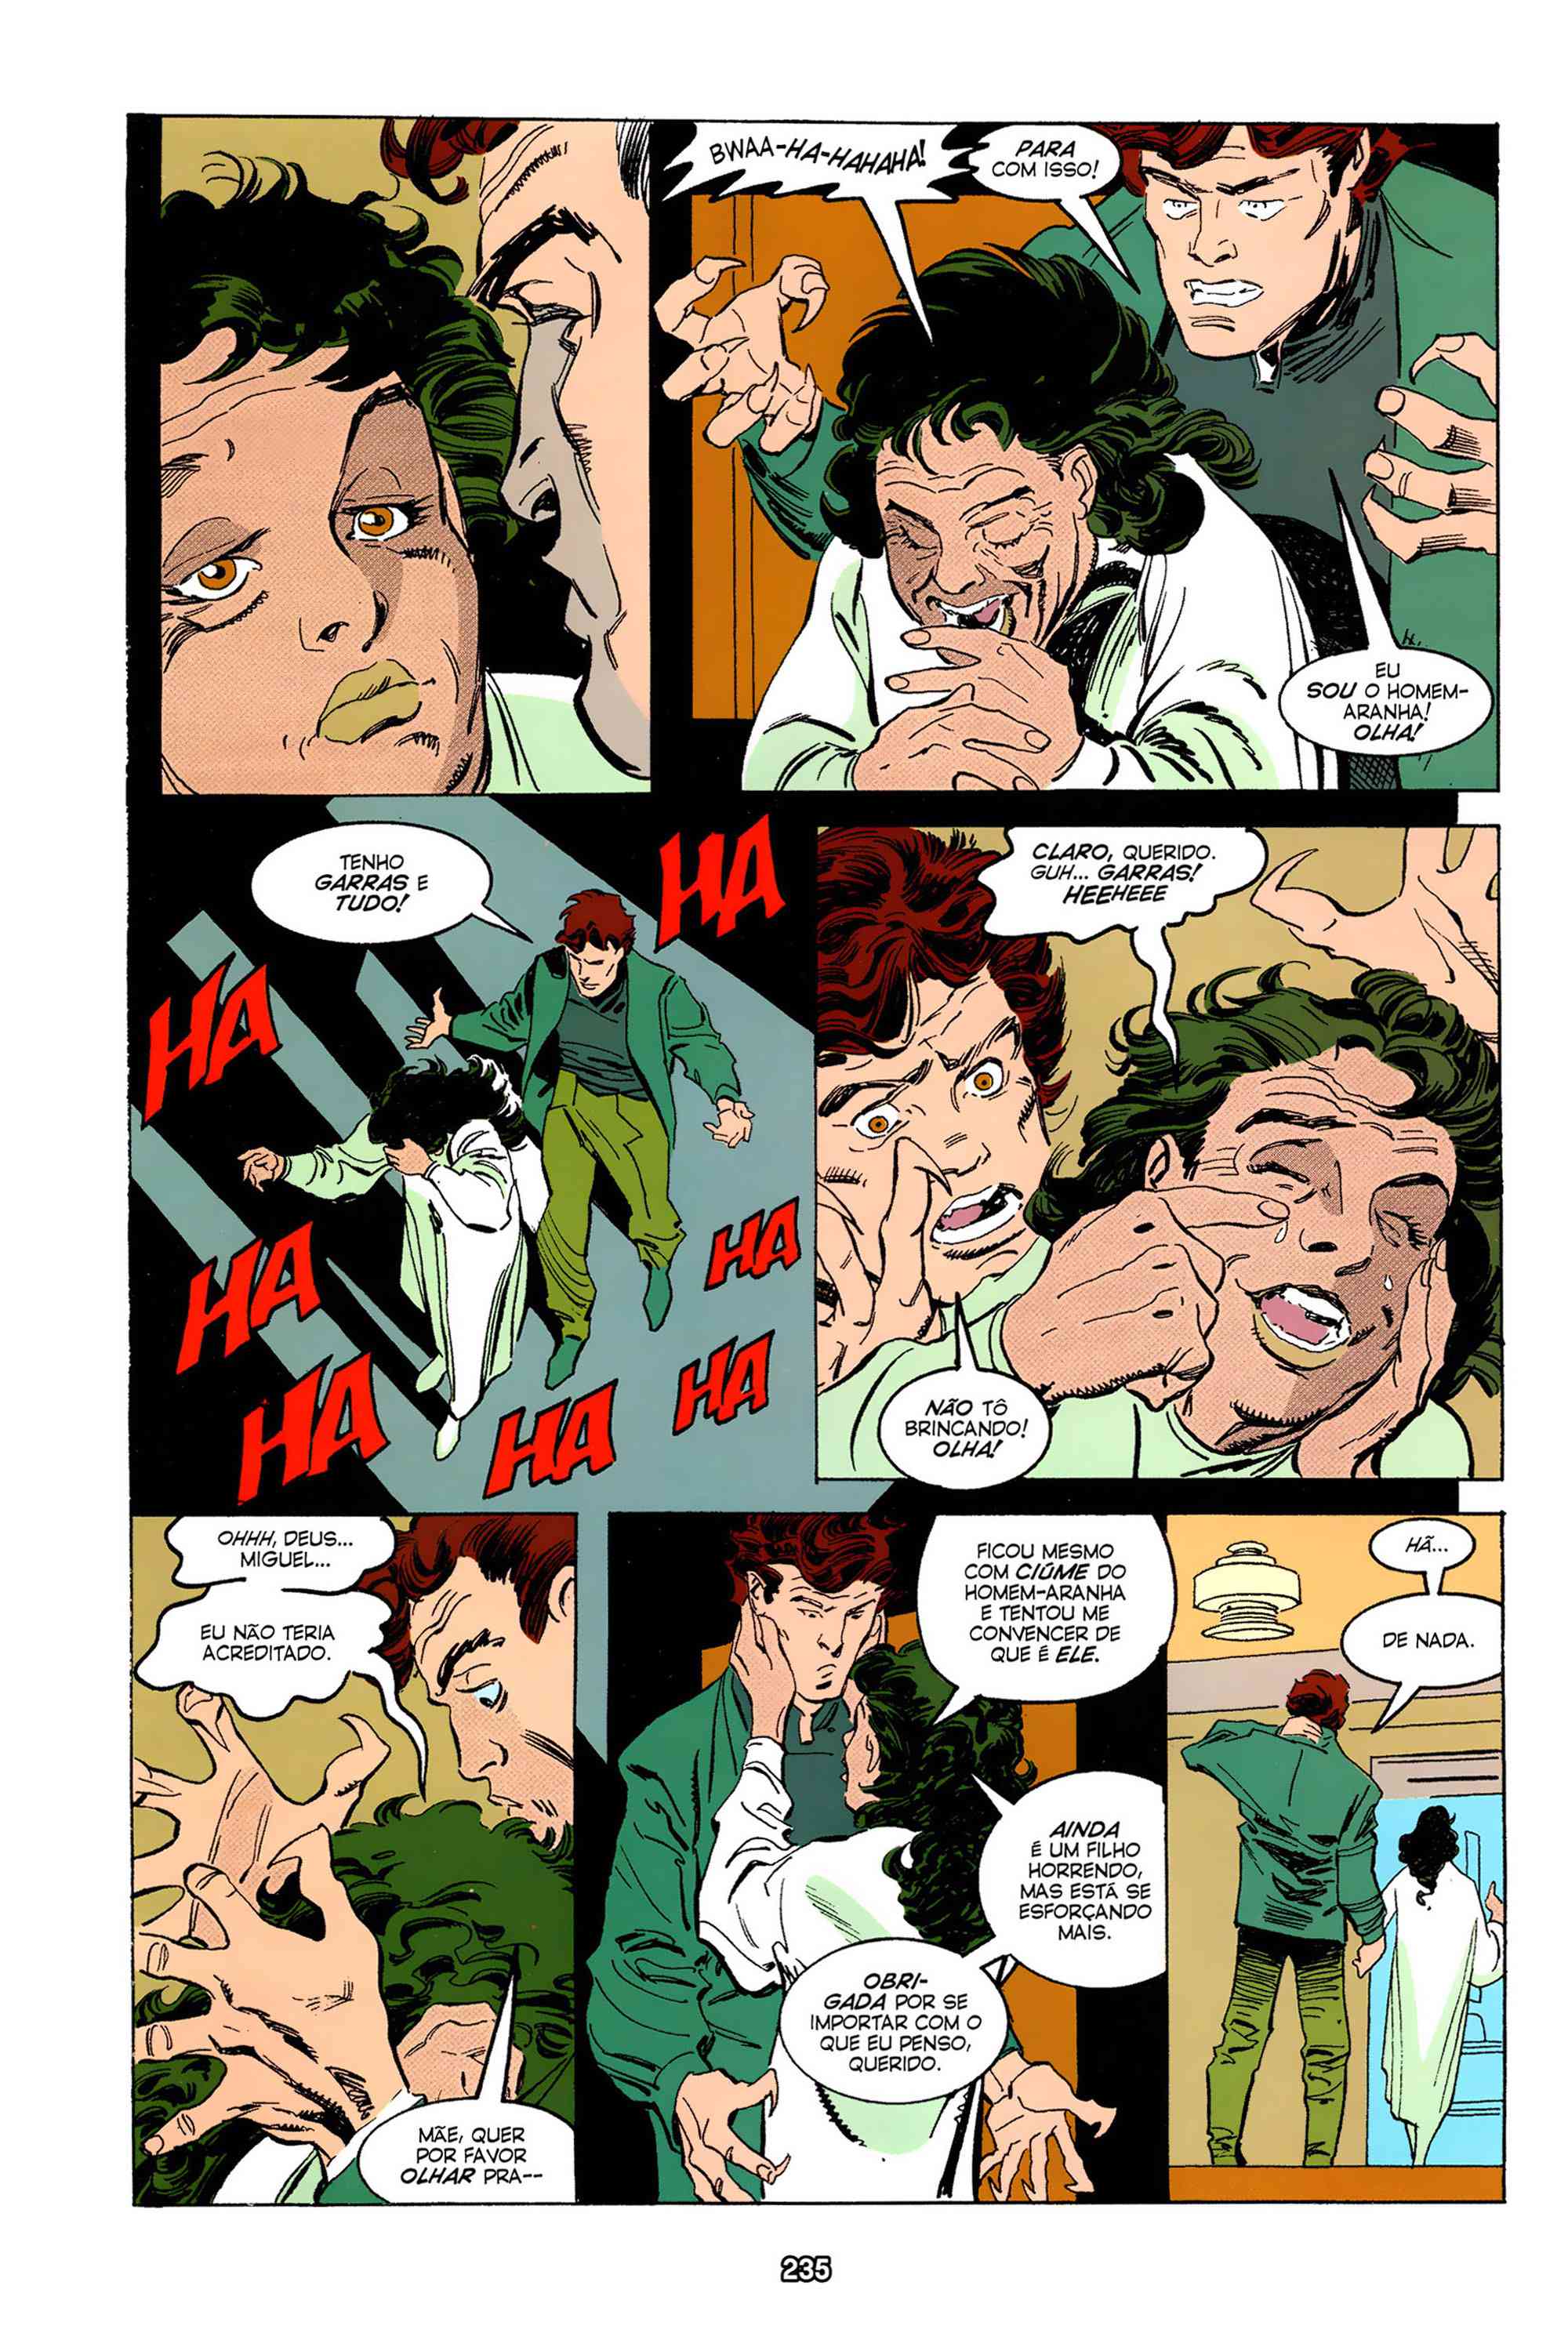 BWAA-HA-HAHAHA!
PARA
COM ISSO!
EU
SOU O HOMEM-
ARANHA!
OLHA!
TENHO
GARRAS E
TUDO!
HA
HA
HA
HA
HA
HA
HA
CLARO, QUERIDO.
GUH... GARRAS!
HEEHEEE
NÃO TÔ
BRINCANDO!
OLHA!
OHHH, DEUS...
MIGUEL...
EU NÃO TERIA
ACREDITADO.
MÃE, QUER
POR FAVOR
OLHAR PRA--
FICOU MESMO
COM CIÚME DO
HOMEM-ARANHA
E TENTOU ME
CONVENCER DE
QUE É ELE.
AINDA
É UM FILHO
HORRENDO,
MAS ESTÁ SE
ESFORÇANDO
MAIS.
OBRI-
GADA POR SE
IMPORTAR COM O
QUE EU PENSO,
QUERIDO.
HÃ...
DE NADA.
235